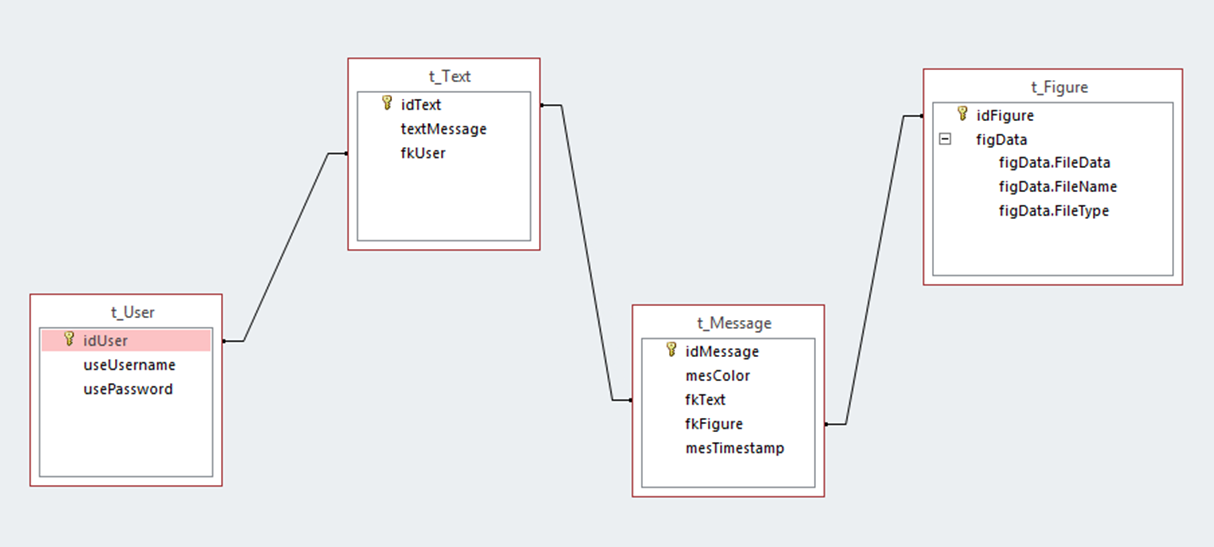 t_User
idUser
useUsername
usePassword
t_Text
idText
textMessage
fkUser
t_Message
idMessage
mesColor
fkText
fkFigure
mesTimestamp
t_Figure
idFigure
figData
figData.FileData
figData.FileName
figData.FileType